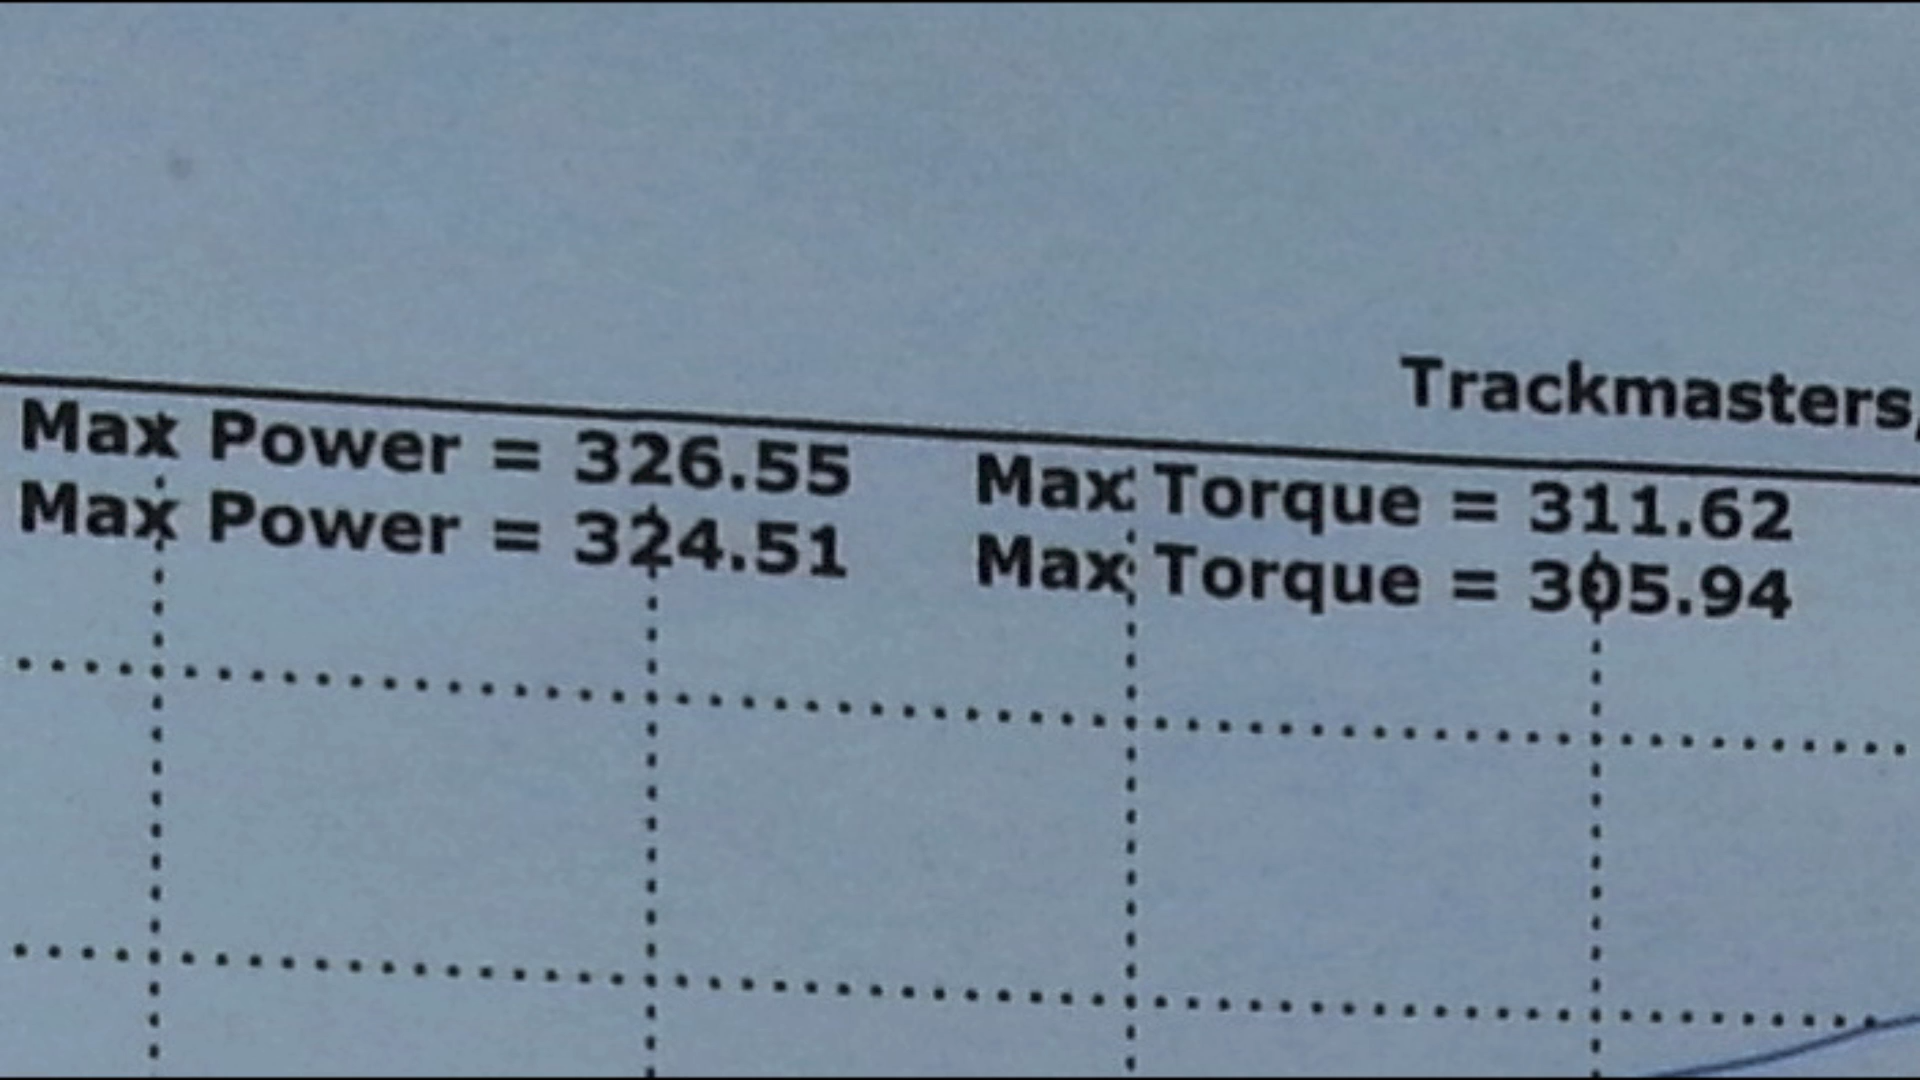 Trackmasters,
Max Power = 326.55 Max Torque = 311.62
Max Power = 324.51 Max Torque = 305.94